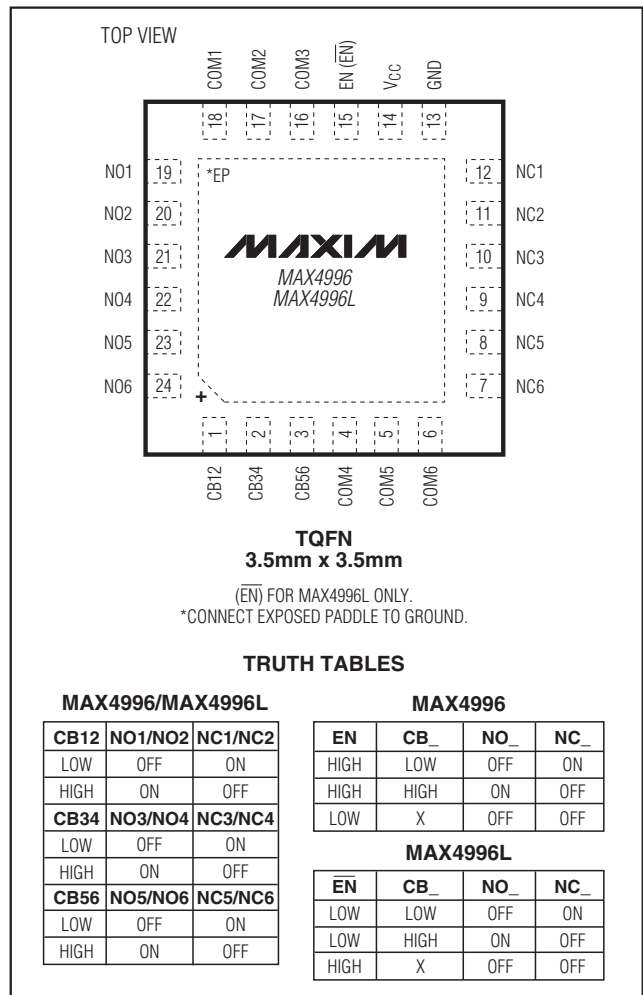 TOP VIEW
COM1 COM2 COM3 EN (E̅N̅) VCC GND
18 17 16 15 14 13
NO1 19 *EP 12 NC1
NO2 20 11 NC2
NO3 21 MAXIM 10 NC3
MAX4996
NO4 22 MAX4996L 9 NC4
NO5 23 8 NC5
NO6 24 7 NC6
+
1 2 3 4 5 6
CB12 CB34 CB56 COM4 COM5 COM6
TQFN
3.5mm x 3.5mm
(E̅N̅) FOR MAX4996L ONLY.
*CONNECT EXPOSED PADDLE TO GROUND.
TRUTH TABLES
MAX4996/MAX4996L
CB12 NO1/NO2 NC1/NC2
LOW OFF ON
HIGH ON OFF
CB34 NO3/NO4 NC3/NC4
LOW OFF ON
HIGH ON OFF
CB56 NO5/NO6 NC5/NC6
LOW OFF ON
HIGH ON OFF
MAX4996
EN CB_ NO_ NC_
HIGH LOW OFF ON
HIGH HIGH ON OFF
LOW X OFF OFF
MAX4996L
E̅N̅ CB_ NO_ NC_
LOW LOW OFF ON
LOW HIGH ON OFF
HIGH X OFF OFF